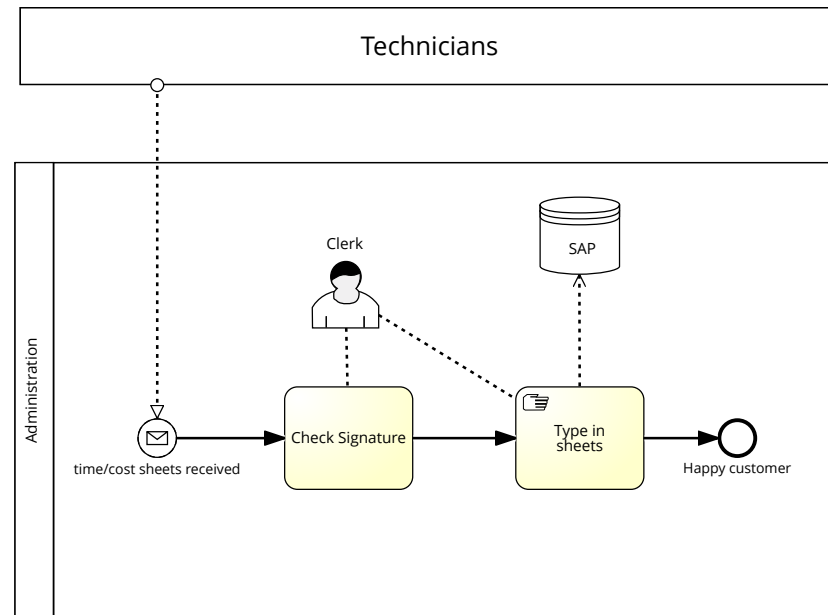 Technicians
Clerk
SAP
Administration
Check Signature
Type in
sheets
time/cost sheets received
Happy customer